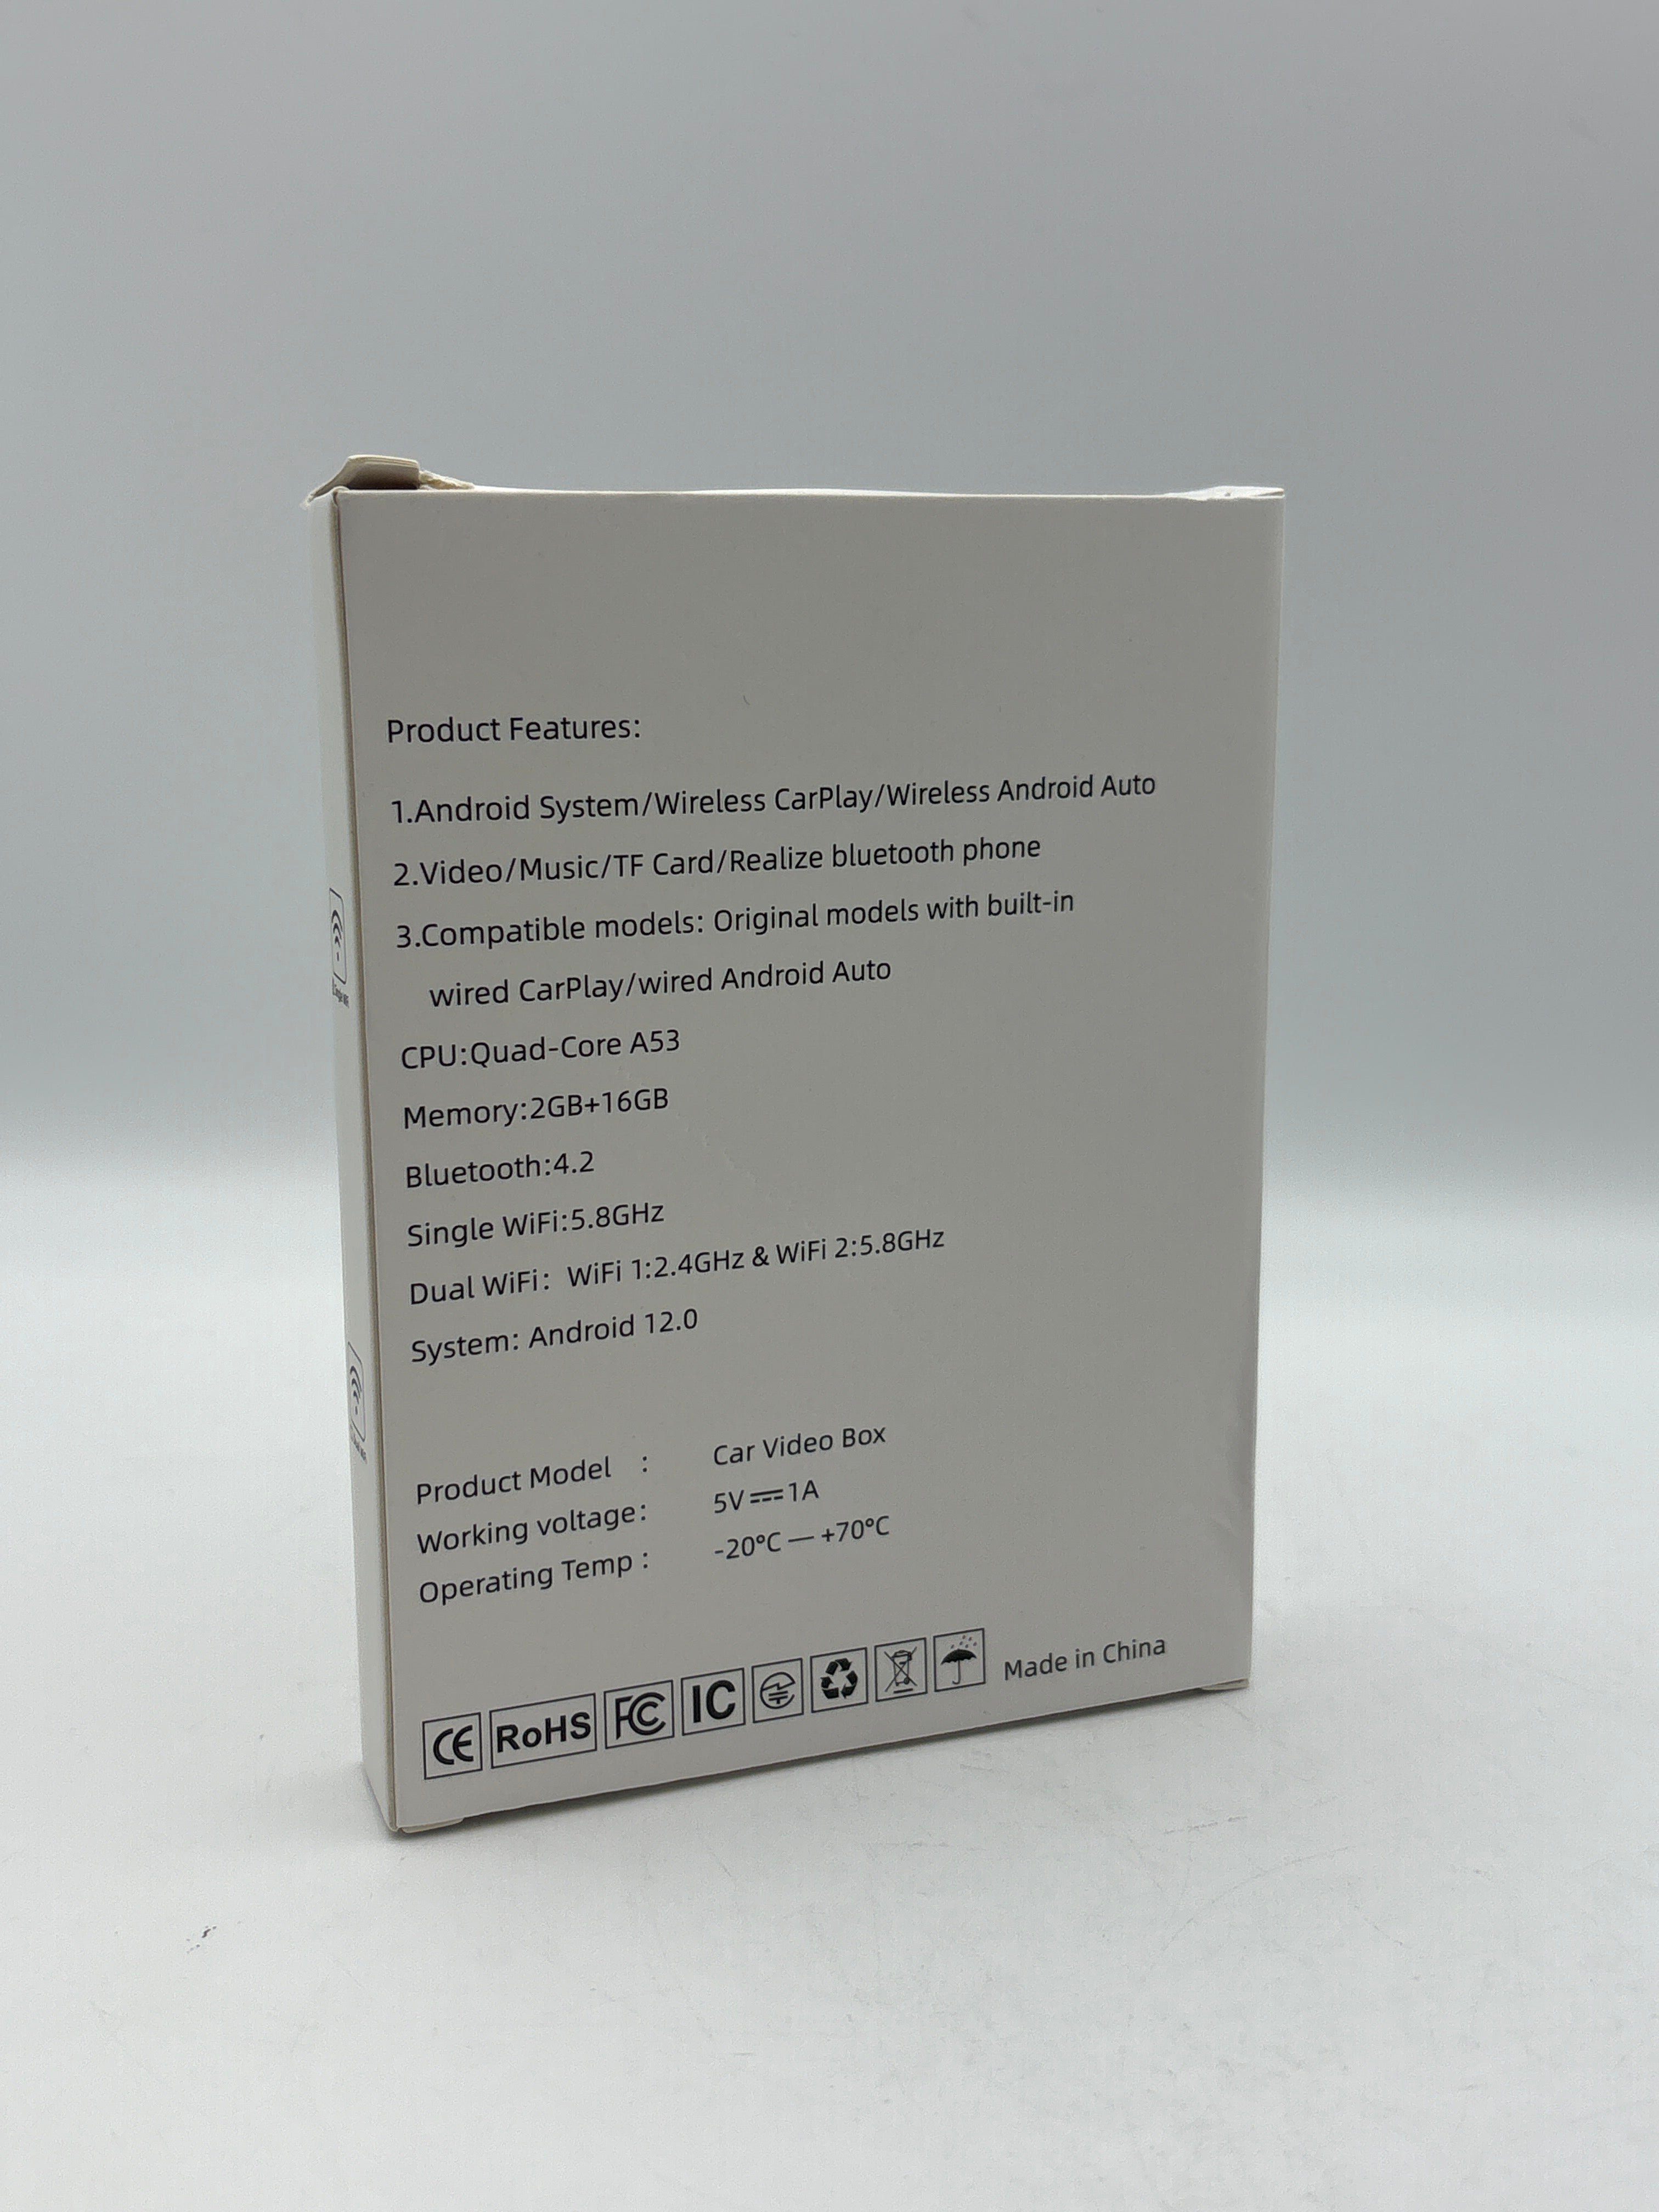 Product Features:
1.Android System/Wireless CarPlay/Wireless Android Auto
2.Video/Music/TF Card/Realize bluetooth phone
3.Compatible models: Original models with built-in
wired CarPlay/wired Android Auto
CPU:Quad-Core A53
Memory:2GB+16GB
Bluetooth:4.2
Single WiFi:5.8GHz
Dual WiFi: WiFi 1:2.4GHz & WiFi 2:5.8GHz
System: Android 12.0
Product Model : Car Video Box
Working voltage: 5V⎓1A
Operating Temp : -20°C — +70°C
CE RoHS FC IC Made in China